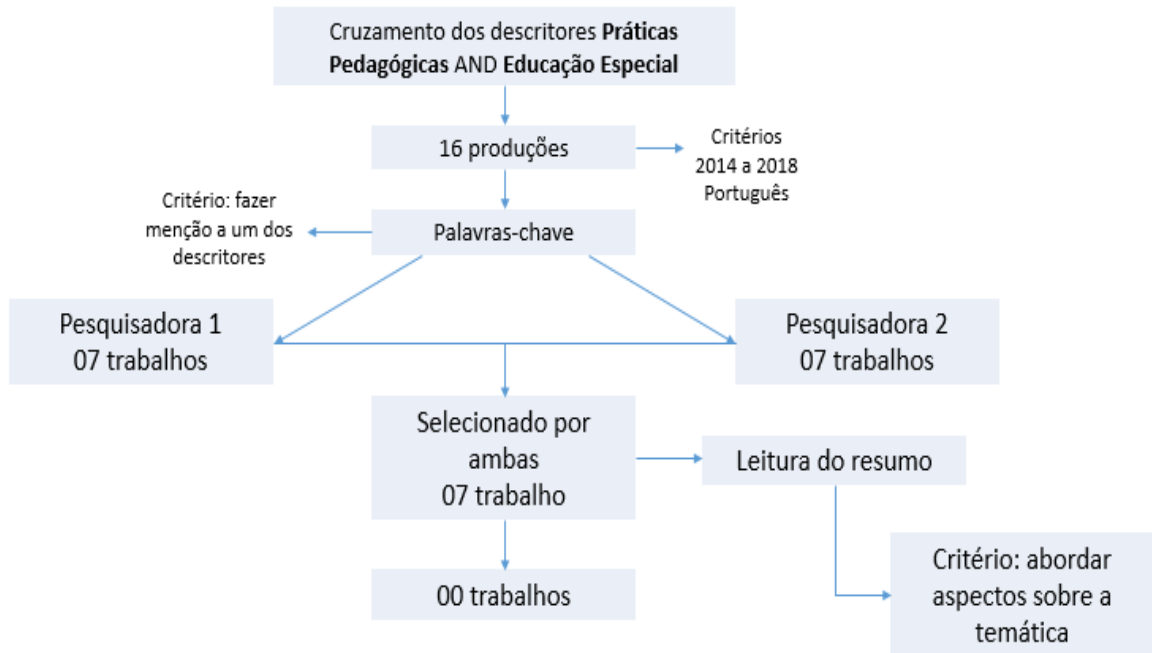 Cruzamento dos descritores Práticas
Pedagógicas AND Educação Especial
16 produções
Critérios
2014 a 2018
Português
Critério: fazer
menção a um dos
descritores
Palavras-chave
Pesquisadora 1
07 trabalhos
Pesquisadora 2
07 trabalhos
Selecionado por
ambas
07 trabalho
Leitura do resumo
00 trabalhos
Critério: abordar
aspectos sobre a
temática